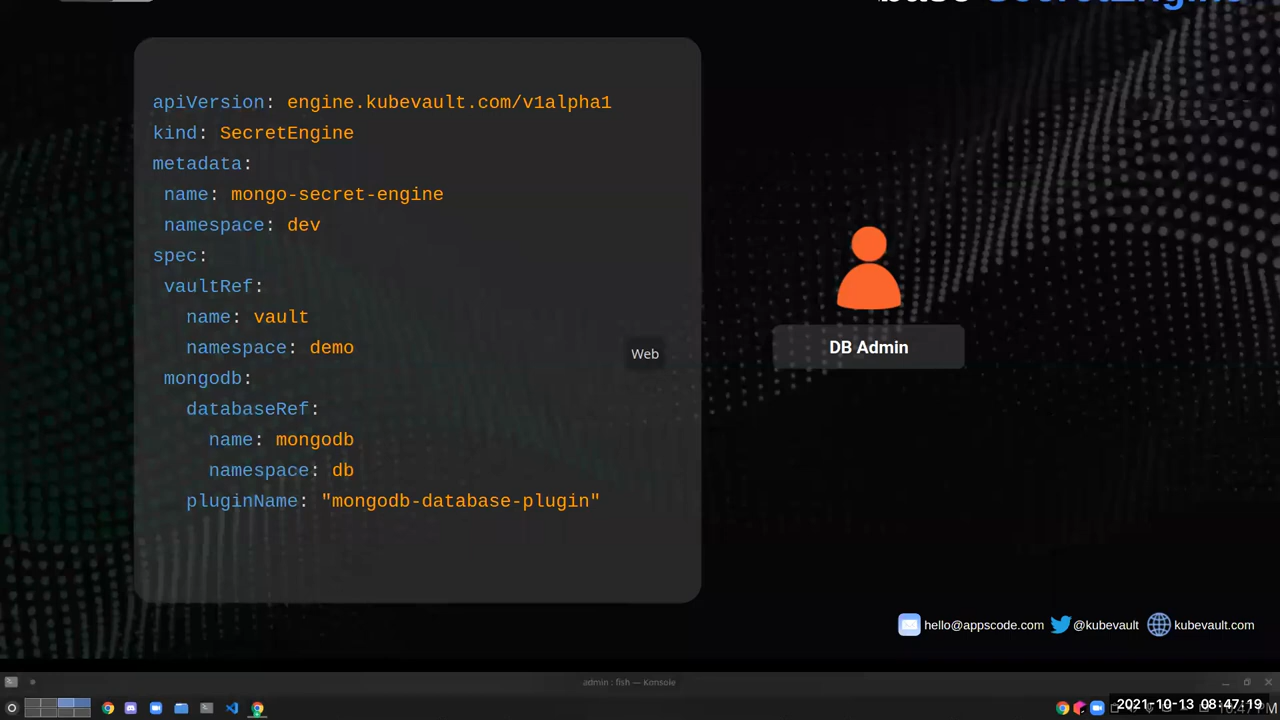 SecretEngine
apiVersion: engine.kubevault.com/v1alpha1
kind: SecretEngine
metadata:
name: mongo-secret-engine
namespace: dev
spec:
vaultRef:
name: vault
namespace: demo
Web
DB Admin
mongodb:
databaseRef:
name: mongodb
namespace: db
pluginName: "mongodb-database-plugin"
hello@appscode.com @kubevault kubevault.com
admin : fish — Konsole
2021-10-13 08:47:19